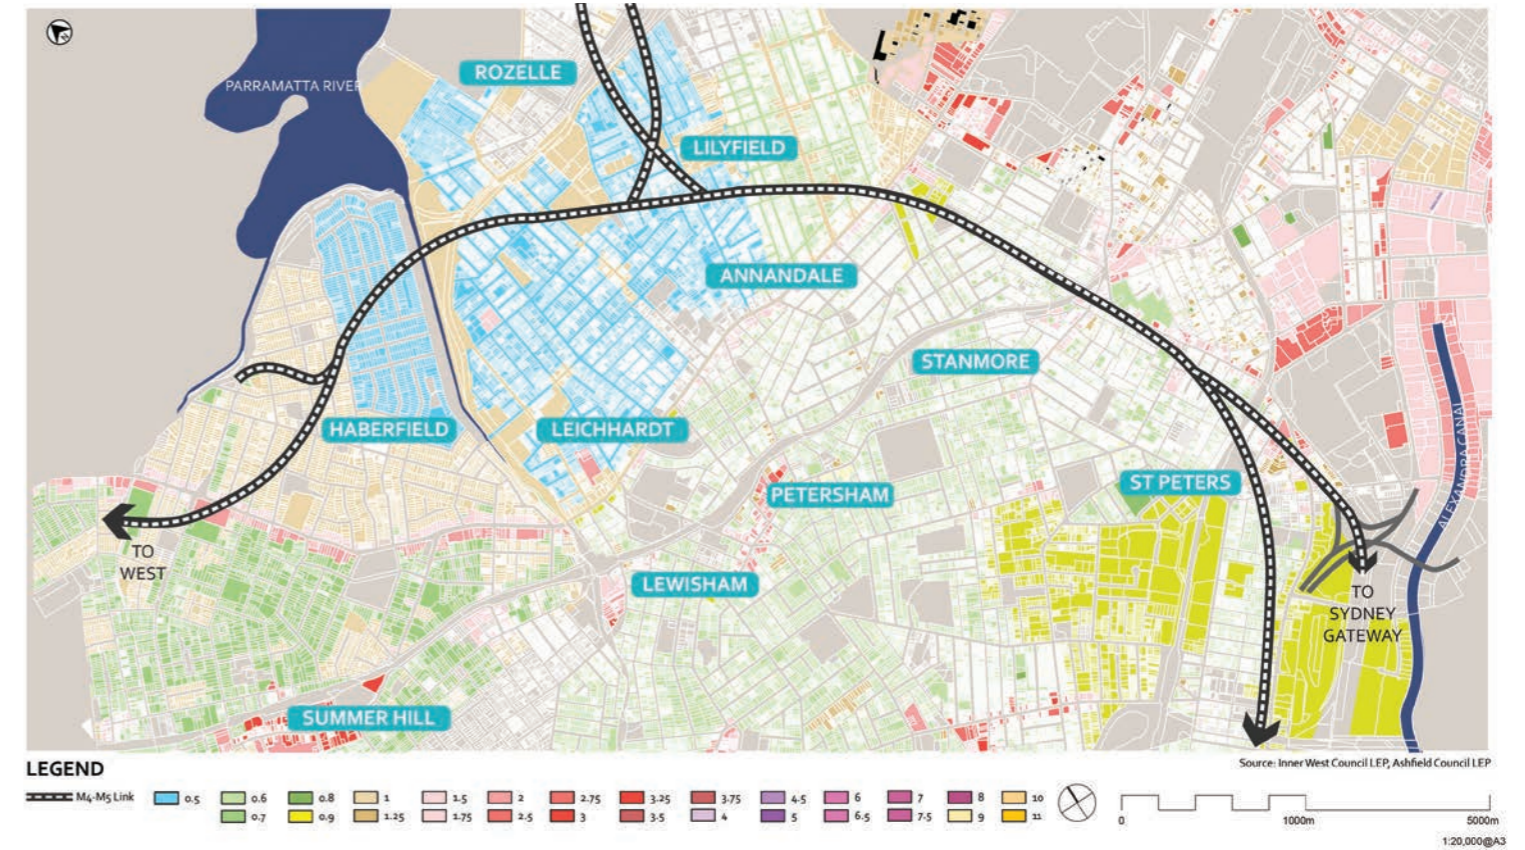 PARRAMATTA RIVER
ROZELLE
LILYFIELD
ANNANDALE
STANMORE
HABERFIELD
LEICHHARDT
PETERSHAM
ST PETERS
ALEXANDRA CANAL
TO
WEST
LEWISHAM
TO
SYDNEY
GATEWAY
SUMMER HILL
Source: Inner West Council LEP, Ashfield Council LEP
LEGEND
M4-M5 Link
0.5
0.6
0.8
1
1.5
2
2.75
3.25
3.75
4.5
6
7
8
10
0.7
0.9
1.25
1.75
2.5
3
3.5
4
5
6.5
7.5
9
11
0
1000m
5000m
1:20,000@A3